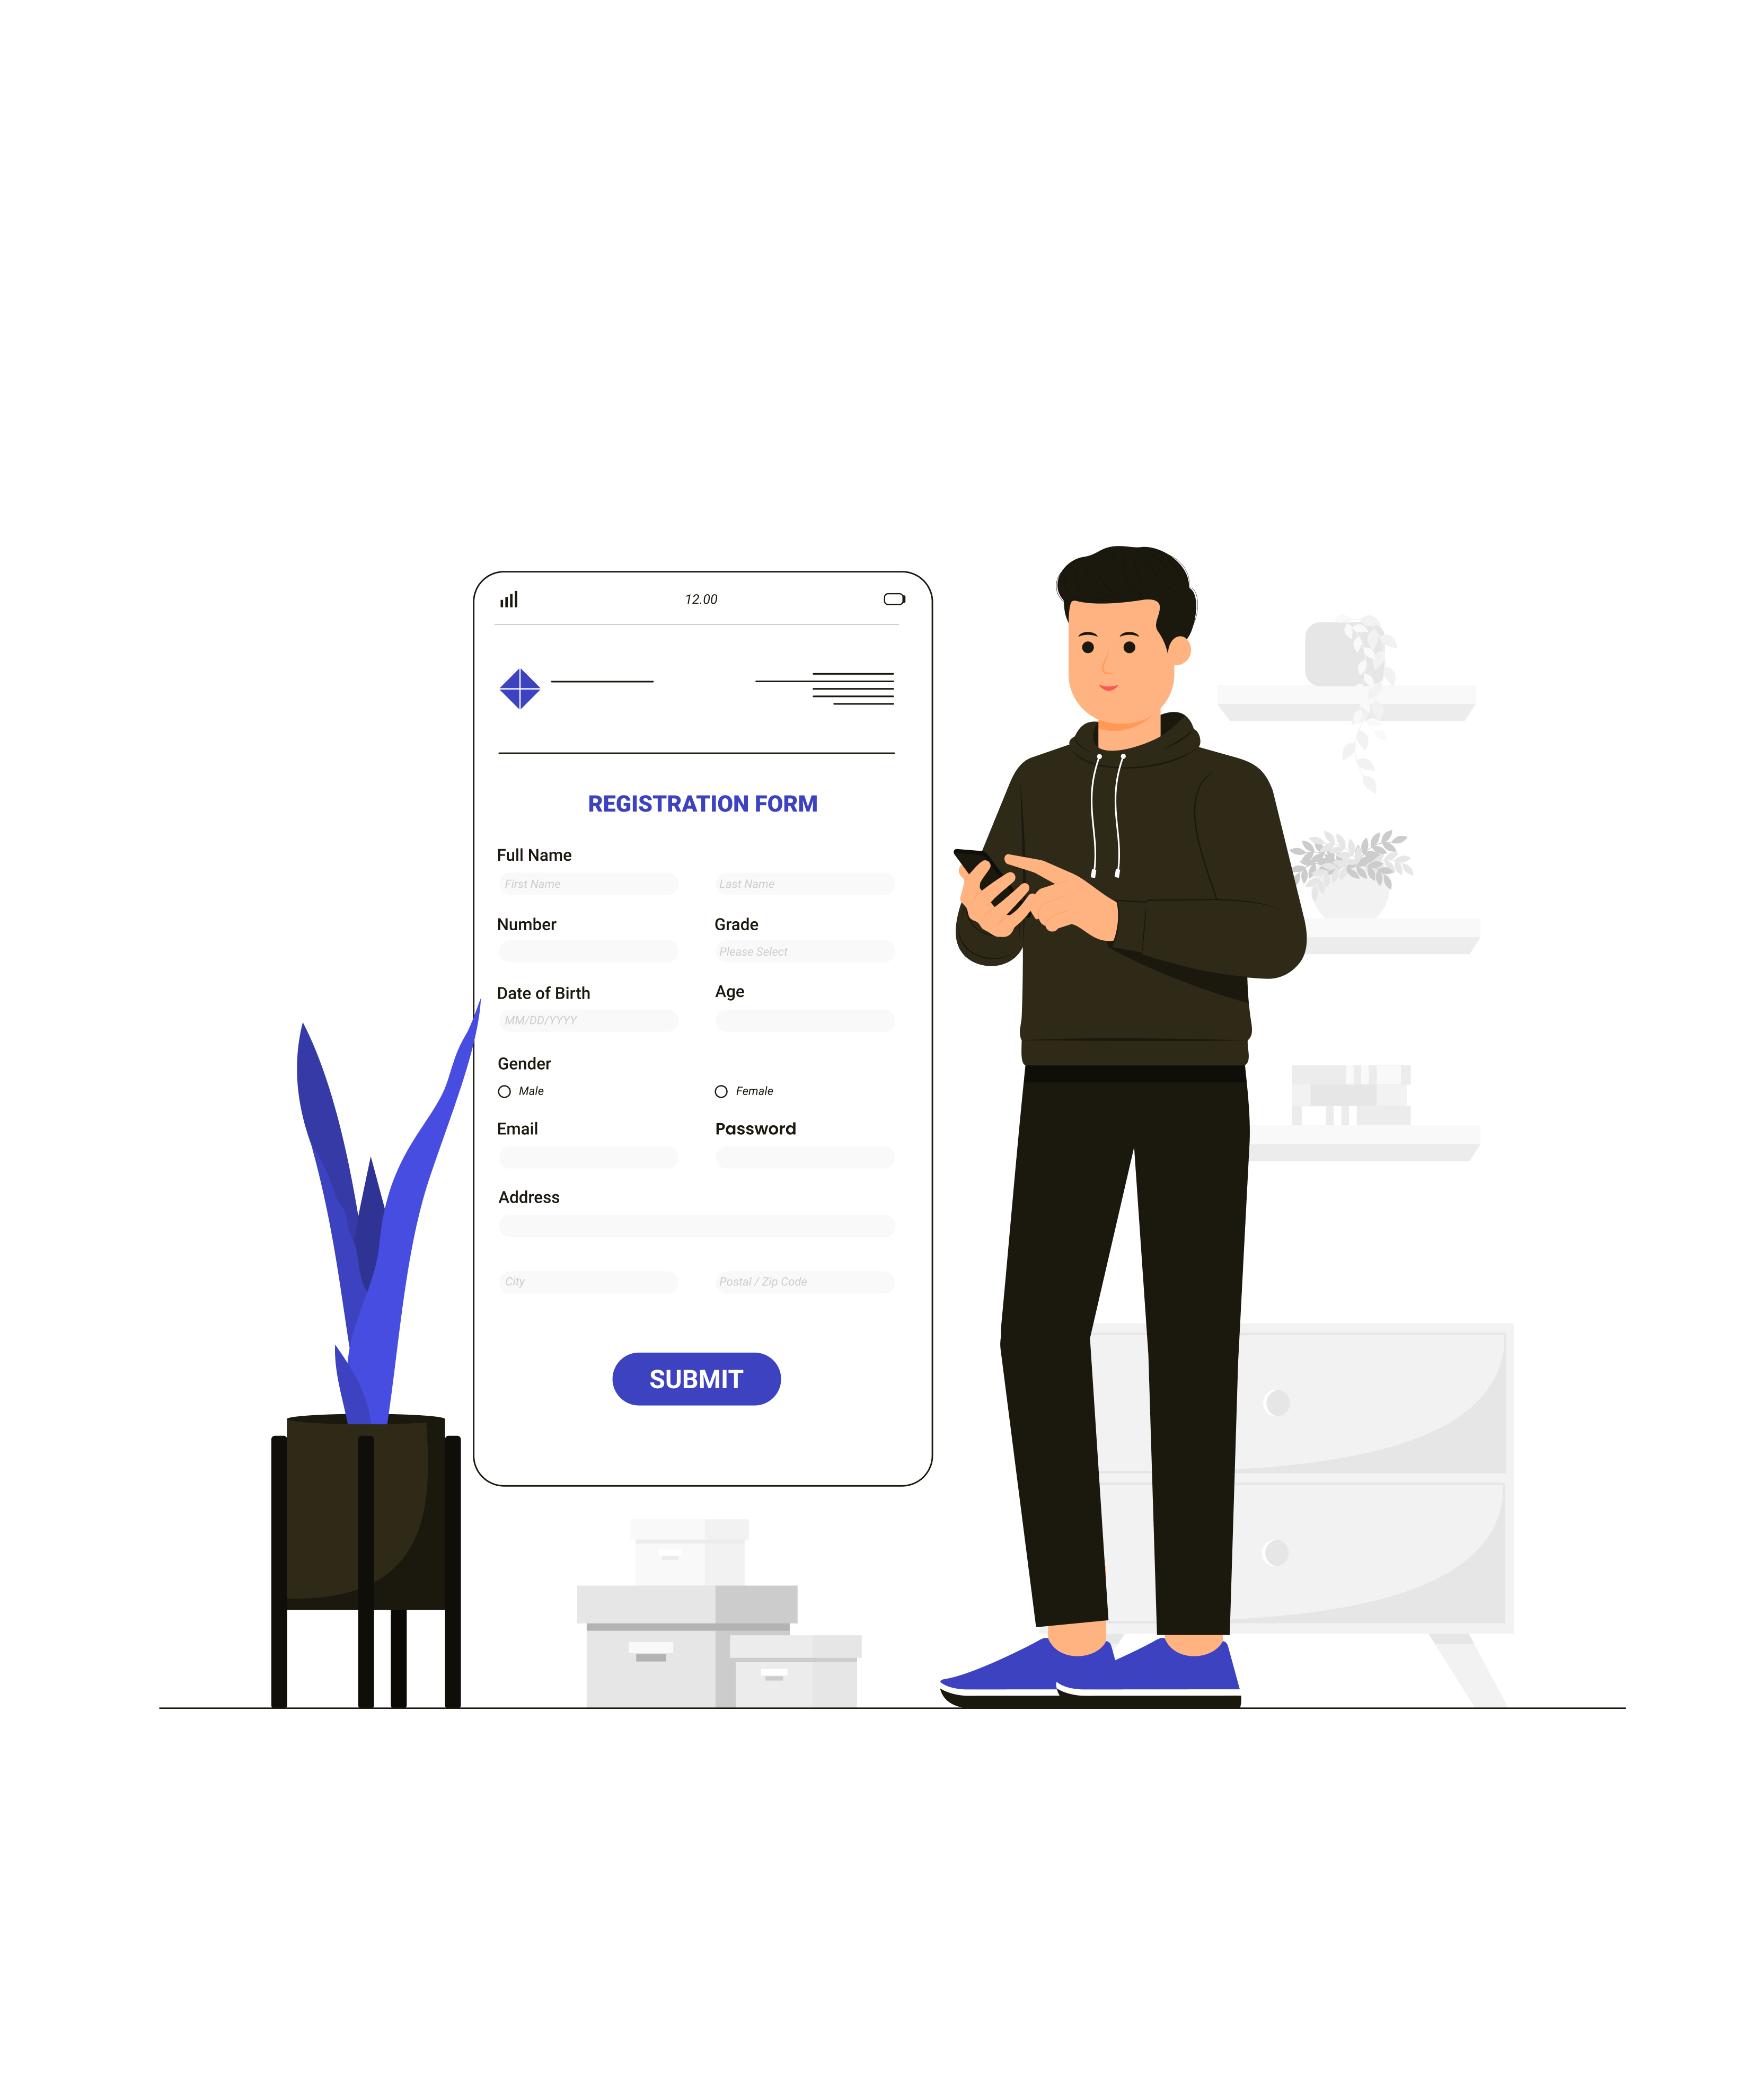 12.00
REGISTRATION FORM
Full Name
First Name Last Name
Number Grade
Please Select
Date of Birth Age
MM/DD/YYYY
Gender
Male Female
Email Password
Address
City Postal / Zip Code
SUBMIT